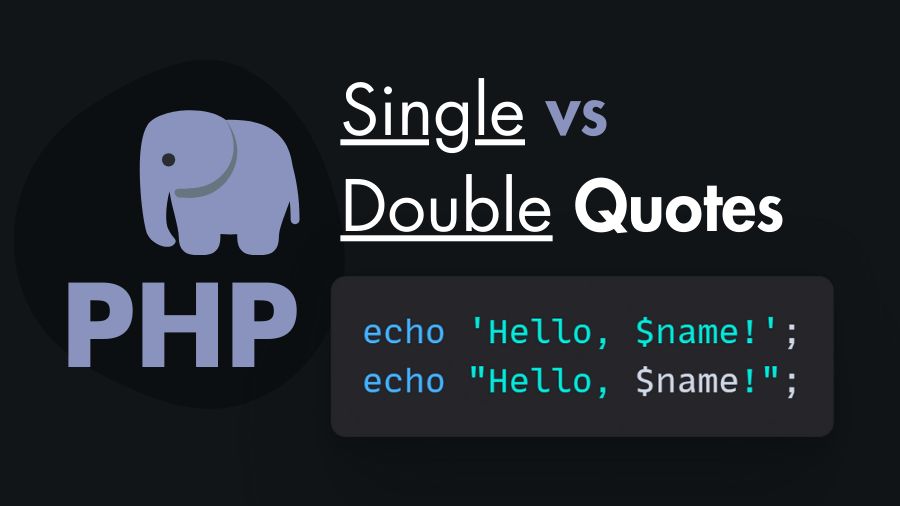 Single vs
Double Quotes
PHP
echo 'Hello, $name!';
echo "Hello, $name!";